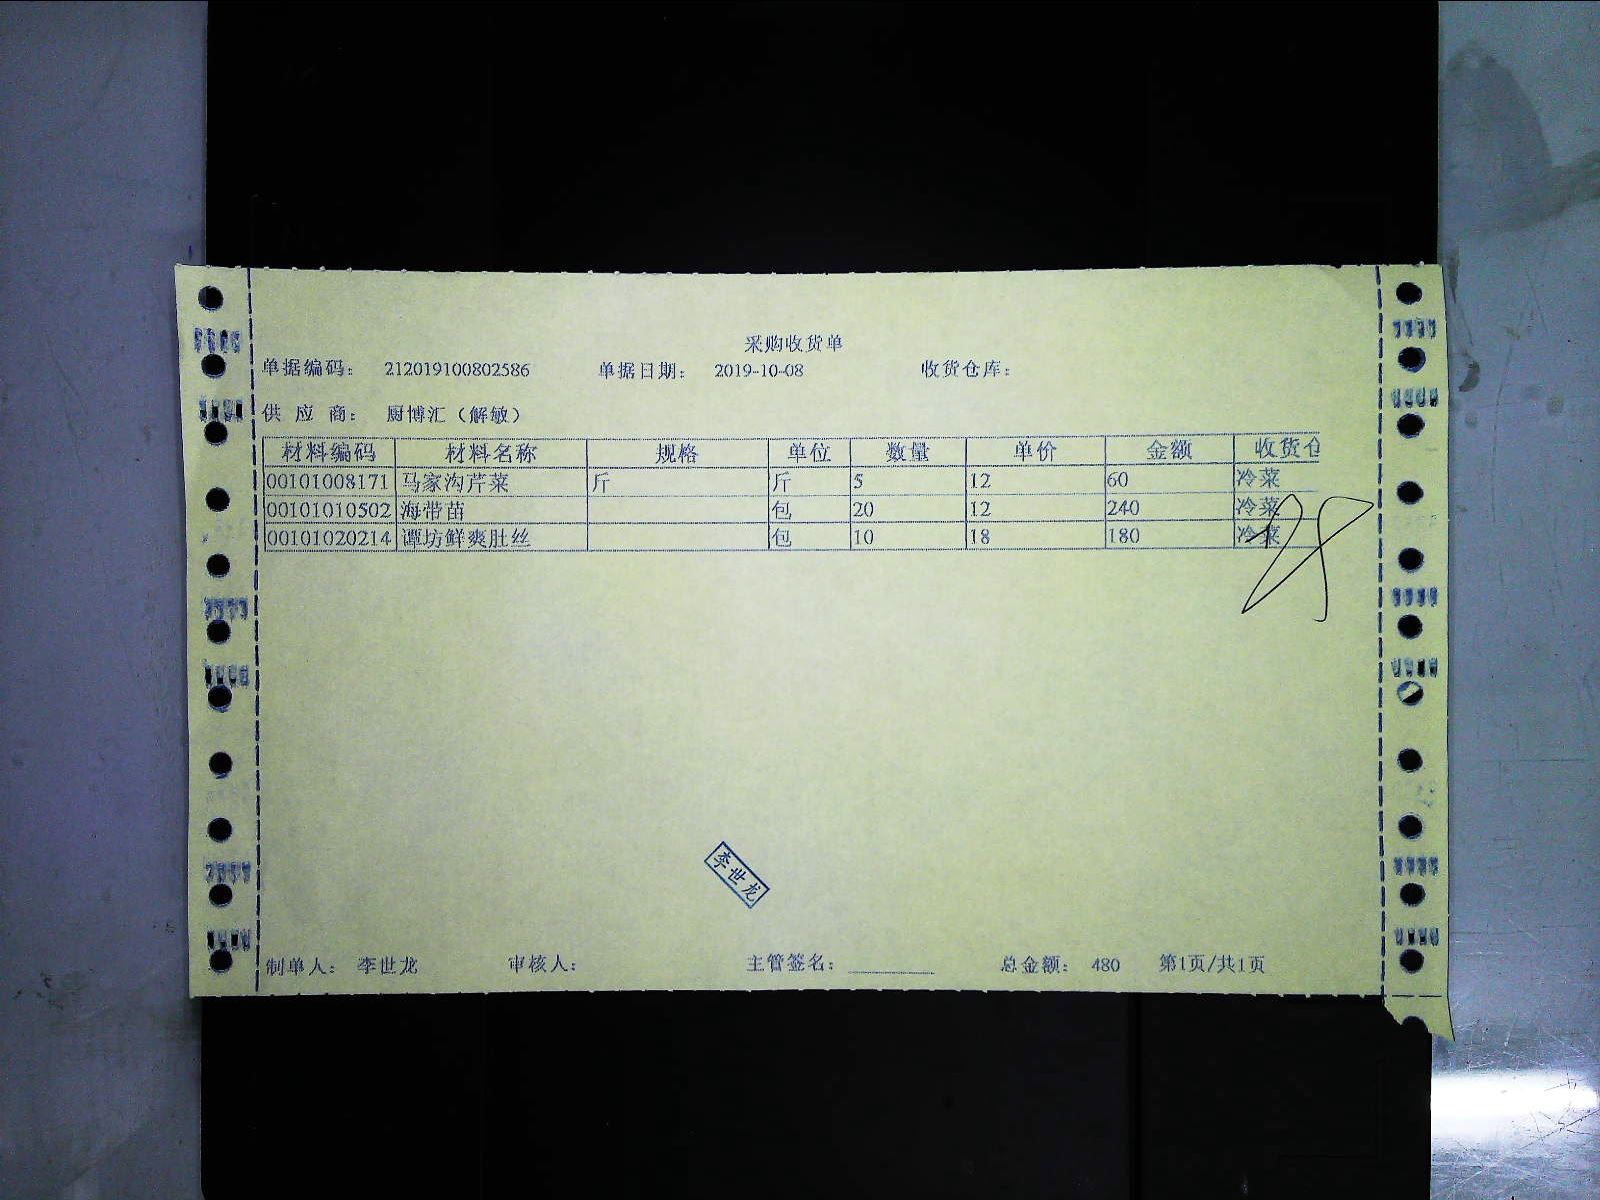 采购收货单
单据编码： 212019100802586 单据日期： 2019-10-08 收货仓库：
供 应 商： 厨博汇（解敏）
材料编码 材料名称 规格 单位 数量 单价 金额 收货仓
00101008171 马家沟芹菜 斤 斤 5 12 60 冷菜
00101010502 海带苗 包 20 12 240 冷菜
00101020214 谭坊鲜爽肚丝 包 10 18 180 冷菜
李世龙
制单人： 李世龙 审核人： 主管签名： 总金额： 480 第1页/共1页